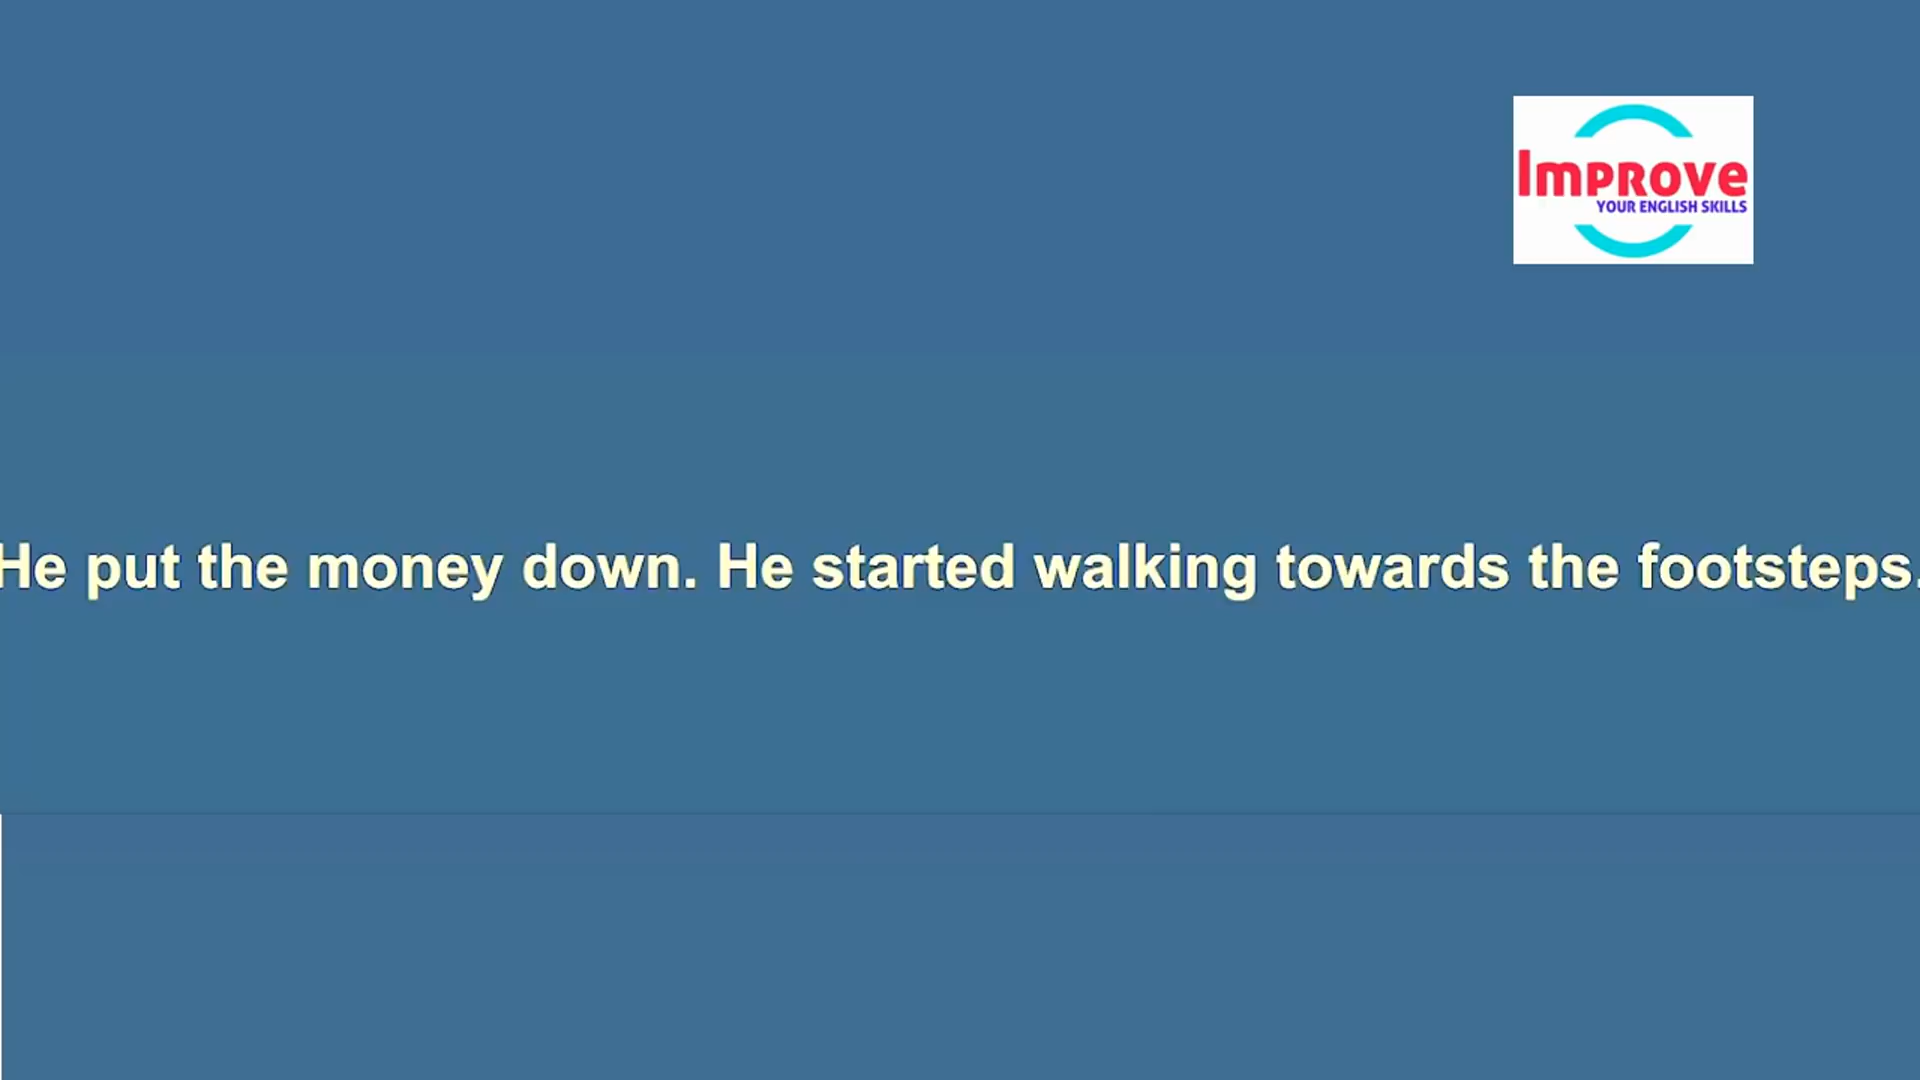 Improve
YOUR ENGLISH SKILLS
He put the money down. He started walking towards the footsteps.